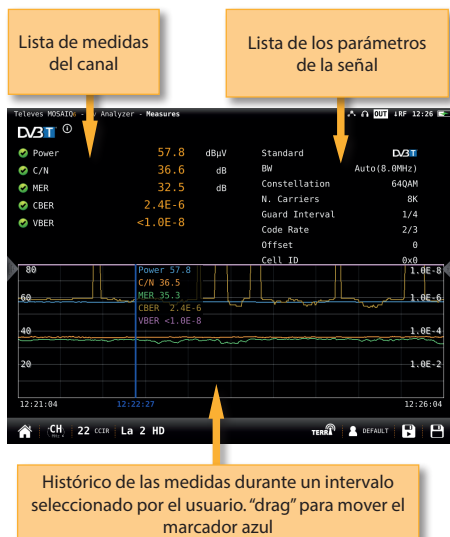 Lista de medidas
del canal
Lista de los parámetros
de la señal
Televes MOSAIQ6 - TV Analyzer - Measures
OUT ↓RF 12:26
DVB T
Power 57.8 dBµV
C/N 36.6 dB
MER 32.5 dB
CBER 2.4E-6
VBER <1.0E-8
Standard DVB T
BW Auto(8.0MHz)
Constellation 64QAM
N. Carriers 8K
Guard Interval 1/4
Code Rate 2/3
Offset 0
Cell ID 0x0
80 Power 57.8 1.0E-8
C/N 36.5
60 MER 35.3 1.0E-6
CBER 2.4E-6
VBER <1.0E-8
40 1.0E-4
20 1.0E-2
12:21:04 12:22:27 12:26:04
CH 22 CCIR La 2 HD TERR DEFAULT
Histórico de las medidas durante un intervalo
seleccionado por el usuario. “drag” para mover el
marcador azul